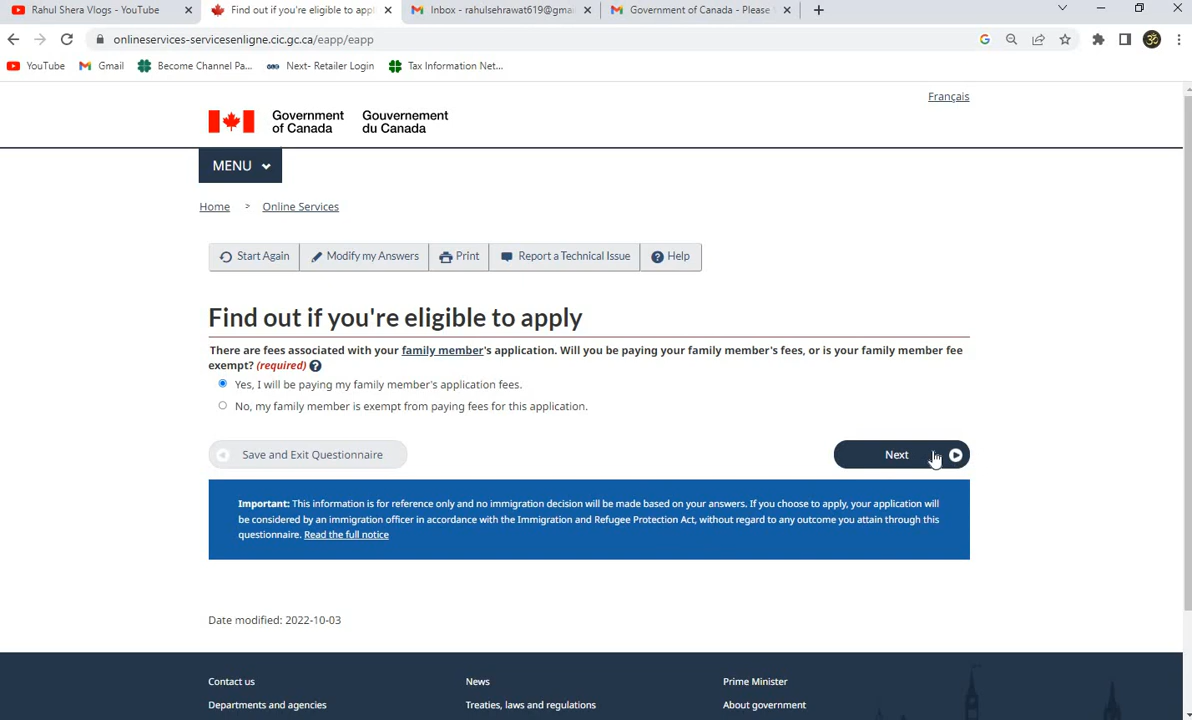 Rahul Shera Vlogs - YouTube
Find out if you're eligible to appl
Inbox - rahulsehrawat619@gma
Government of Canada - Please
onlineservices-servicesenligne.cic.gc.ca/eapp/eapp
YouTube
Gmail
Become Channel Pa...
Next- Retailer Login
Tax Information Net...
Français
Government of Canada
Gouvernement du Canada
MENU
Home > Online Services
Start Again
Modify my Answers
Print
Report a Technical Issue
Help
Find out if you're eligible to apply
There are fees associated with your family member's application. Will you be paying your family member's fees, or is your family member fee
exempt? (required) ?
Yes, I will be paying my family member's application fees.
No, my family member is exempt from paying fees for this application.
Save and Exit Questionnaire
Next
Important: This information is for reference only and no immigration decision will be made based on your answers. If you choose to apply, your application will
be considered by an immigration officer in accordance with the Immigration and Refugee Protection Act, without regard to any outcome you attain through this
questionnaire. Read the full notice
Date modified: 2022-10-03
Contact us
News
Prime Minister
Departments and agencies
Treaties, laws and regulations
About government